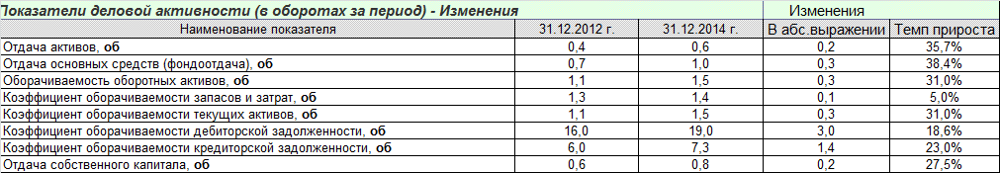 Показатели деловой активности (в оборотах за период) - Изменения Изменения
Наименование показателя 31.12.2012 г. 31.12.2014 г. В абс.выражении Темп прироста
Отдача активов, об 0,4 0,6 0,2 35,7%
Отдача основных средств (фондоотдача), об 0,7 1,0 0,3 38,4%
Оборачиваемость оборотных активов, об 1,1 1,5 0,3 31,0%
Коэффициент оборачиваемости запасов и затрат, об 1,3 1,4 0,1 5,0%
Коэффициент оборачиваемости текущих активов, об 1,1 1,5 0,3 31,0%
Коэффициент оборачиваемости дебиторской задолженности, об 16,0 19,0 3,0 18,6%
Коэффициент оборачиваемости кредиторской задолженности, об 6,0 7,3 1,4 23,0%
Отдача собственного капитала, об 0,6 0,8 0,2 27,5%